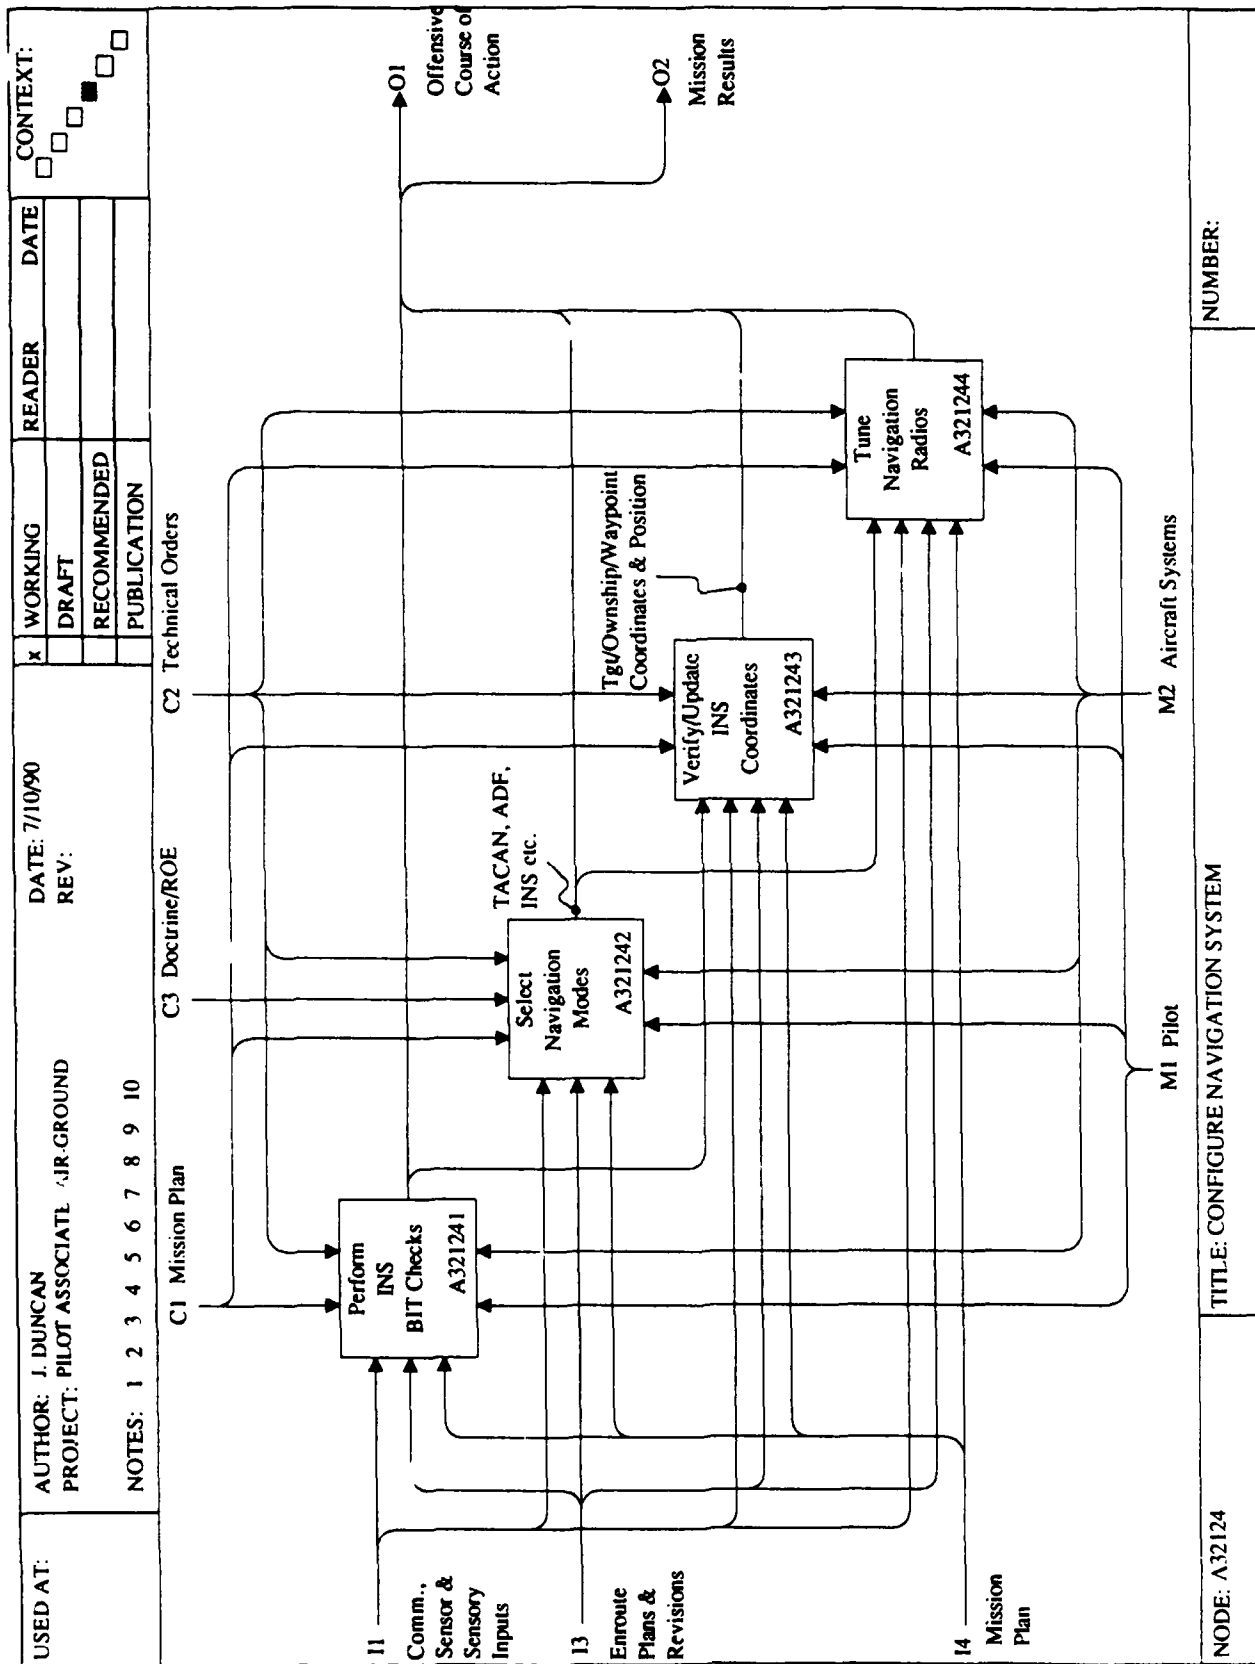 USED AT:
AUTHOR: J. DUNCAN
PROJECT: PILOT ASSOCIATE AIR-GROUND
NOTES: 1 2 3 4 5 6 7 8 9 10
DATE: 7/10/90
REV:
x WORKING
DRAFT
RECOMMENDED
PUBLICATION
READER DATE
CONTEXT:
C1 Mission Plan
C3 Doctrine/ROE
C2 Technical Orders
Perform
INS
BIT Checks
A321241
Select
Navigation
Modes
A321242
TACAN, ADF,
INS etc.
Verify/Update
INS
Coordinates
A321243
Tgt/Ownship/Waypoint
Coordinates & Position
Tune
Navigation
Radios
A321244
O1
Offensive
Course of
Action
O2
Mission
Results
I1
Comm.,
Sensor &
Sensory
Inputs
I3
Enroute
Plans &
Revisions
I4
Mission
Plan
M1 Pilot
M2 Aircraft Systems
NODE: A32124
TITLE: CONFIGURE NAVIGATION SYSTEM
NUMBER: